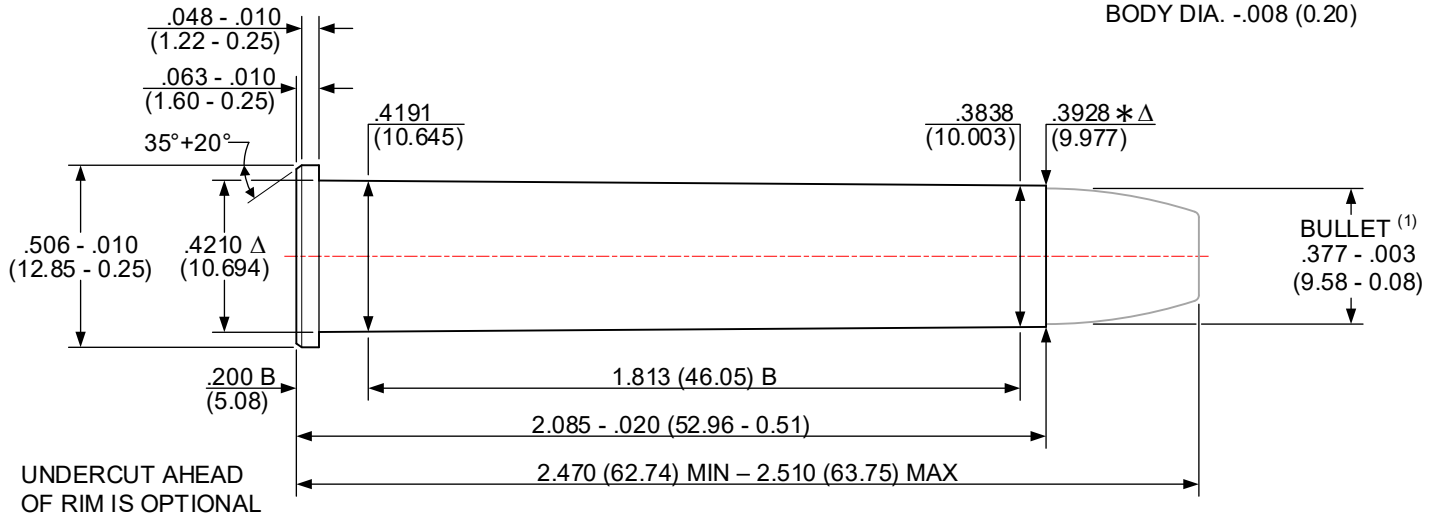 BODY DIA. -.008 (0.20)
.048 - .010
(1.22 - 0.25)
.063 - .010
(1.60 - 0.25)
35°+20°
.4191
(10.645)
.3838
(10.003)
.3928 * Δ
(9.977)
.506 - .010
(12.85 - 0.25)
.4210 Δ
(10.694)
BULLET (1)
.377 - .003
(9.58 - 0.08)
.200 B
(5.08)
1.813 (46.05) B
2.085 - .020 (52.96 - 0.51)
2.470 (62.74) MIN – 2.510 (63.75) MAX
UNDERCUT AHEAD
OF RIM IS OPTIONAL